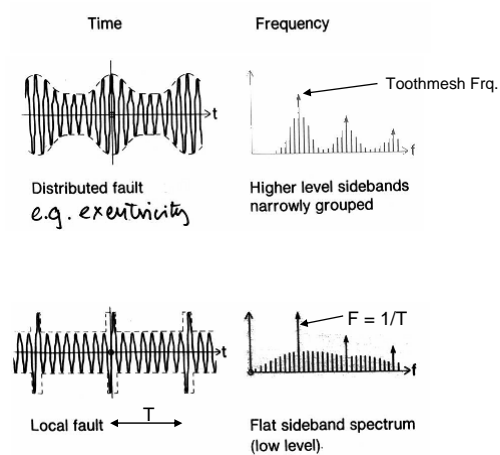 Time
Frequency
t
Toothmesh Frq.
f
Distributed fault
e.g. exentricity
Higher level sidebands
narrowly grouped
t
F = 1/T
f
Local fault
T
Flat sideband spectrum
(low level).